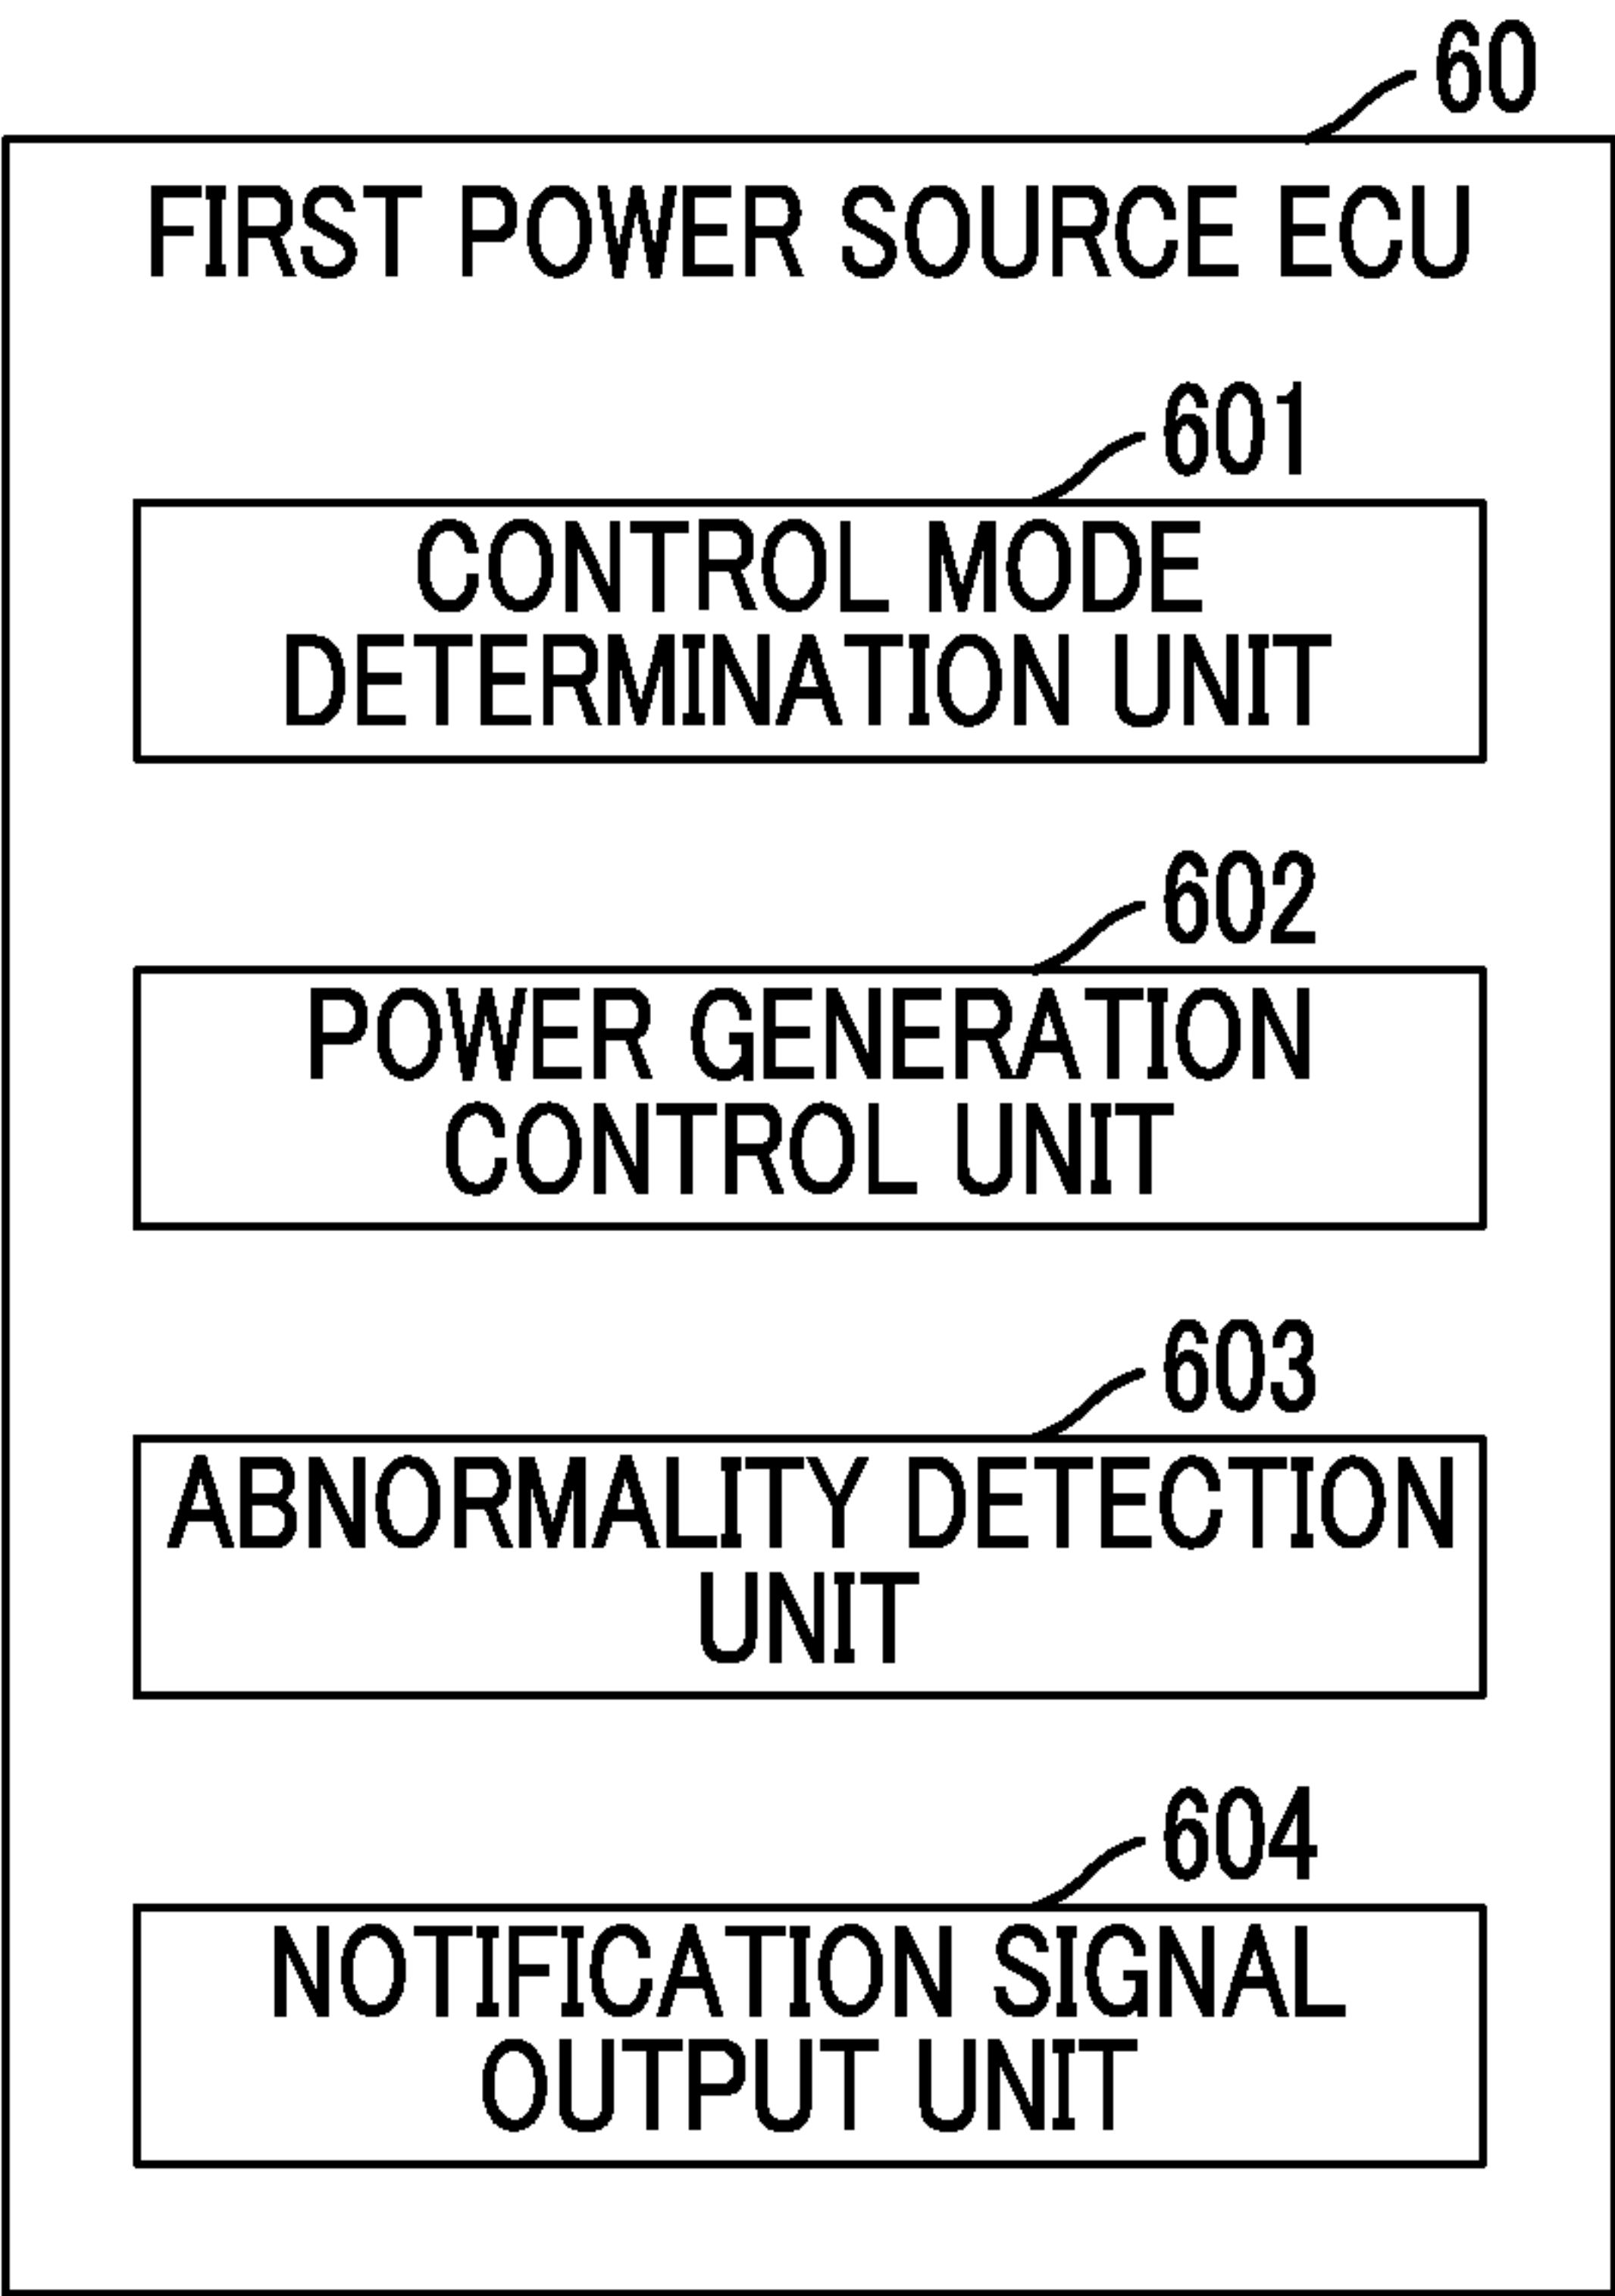 60
FIRST POWER SOURCE ECU
601
CONTROL MODE
DETERMINATION UNIT
602
POWER GENERATION
CONTROL UNIT
603
ABNORMALITY DETECTION
UNIT
604
NOTIFICATION SIGNAL
OUTPUT UNIT